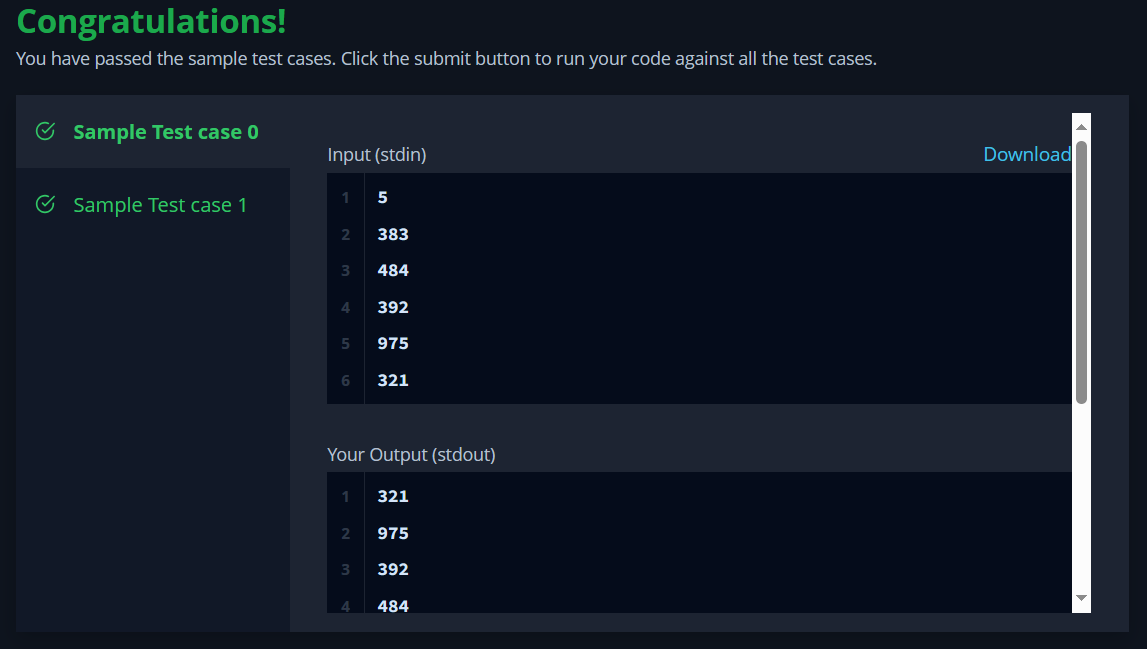 Congratulations!
You have passed the sample test cases. Click the submit button to run your code against all the test cases.
Sample Test case 0
Sample Test case 1
Input (stdin)
Download
1 5
2 383
3 484
4 392
5 975
6 321
Your Output (stdout)
1 321
2 975
3 392
4 484